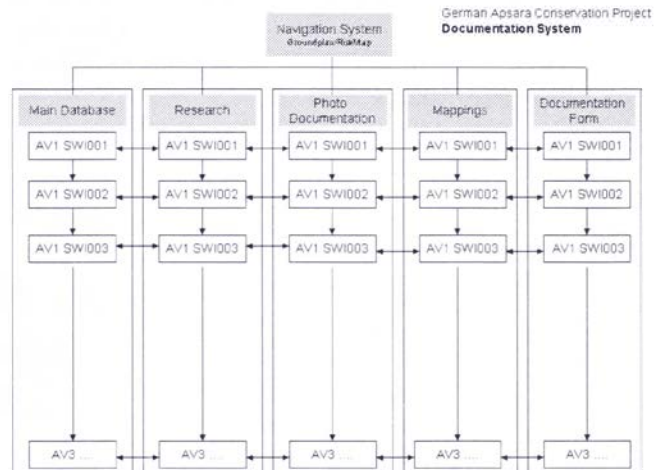 German Apsara Conservation Project
Documentation System
Navigation System
Groundplan/RiskMap
Main Database
Research
Photo
Documentation
Mappings
Documentation
Form
AV1 SWI001
AV1 SWI001
AV1 SWI001
AV1 SWI001
AV1 SWI001
AV1 SWI002
AV1 SWI002
AV1 SWI002
AV1 SWI002
AV1 SWI002
AV1 SWI003
AV1 SWI003
AV1 SWI003
AV1 SWI003
AV1 SWI003
AV3 ....
AV3 ....
AV3 ....
AV3 ....
AV3 ....